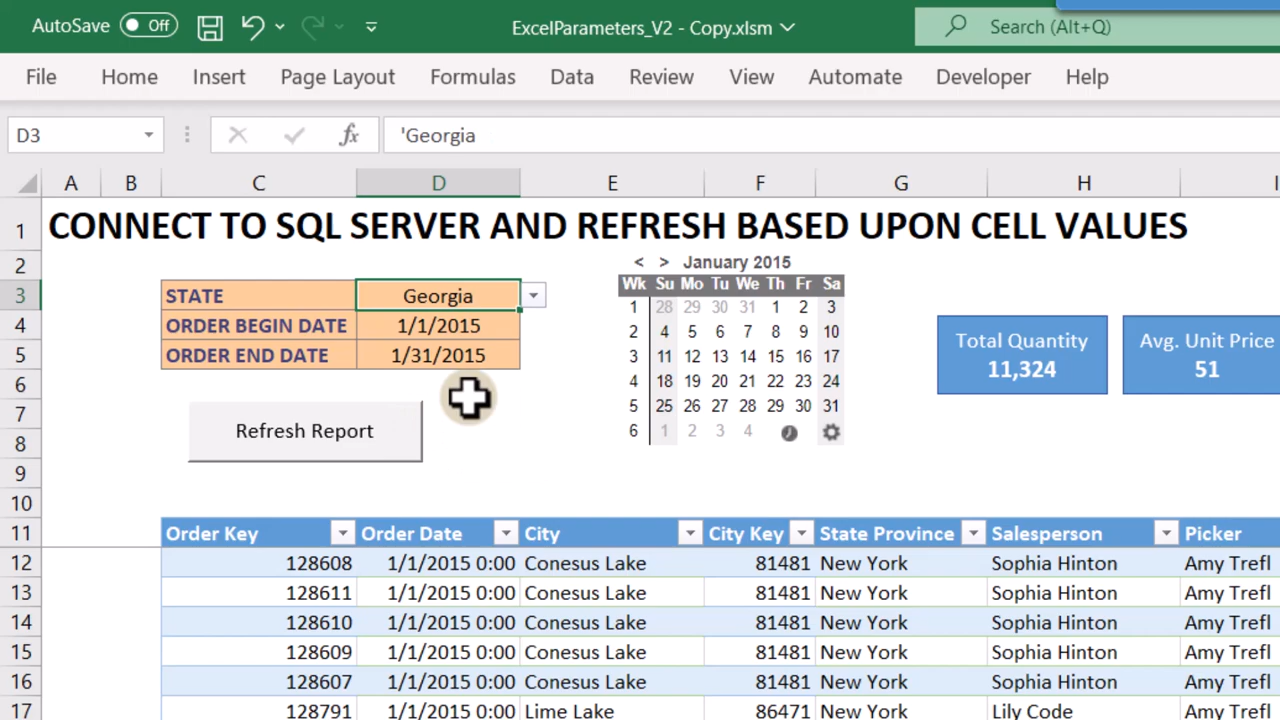 AutoSave Off ExcelParameters_V2 - Copy.xlsm Search (Alt+Q)
File Home Insert Page Layout Formulas Data Review View Automate Developer Help
D3 fx 'Georgia
A B C D E F G H I
1 CONNECT TO SQL SERVER AND REFRESH BASED UPON CELL VALUES
2 < > January 2015
Wk Su Mo Tu We Th Fr Sa
3 STATE Georgia 1 28 29 30 31 1 2 3
4 ORDER BEGIN DATE 1/1/2015 2 4 5 6 7 8 9 10
5 ORDER END DATE 1/31/2015 3 11 12 13 14 15 16 17
Total Quantity Avg. Unit Price
11,324 51
6 4 18 19 20 21 22 23 24
7 5 25 26 27 28 29 30 31
Refresh Report
8 6 1 2 3 4
9
10
11 Order Key Order Date City City Key State Province Salesperson Picker
12 128608 1/1/2015 0:00 Conesus Lake 81481 New York Sophia Hinton Amy Trefl
13 128611 1/1/2015 0:00 Conesus Lake 81481 New York Sophia Hinton Amy Trefl
14 128610 1/1/2015 0:00 Conesus Lake 81481 New York Sophia Hinton Amy Trefl
15 128609 1/1/2015 0:00 Conesus Lake 81481 New York Sophia Hinton Amy Trefl
16 128607 1/1/2015 0:00 Conesus Lake 81481 New York Sophia Hinton Amy Trefl
17 128791 1/1/2015 0:00 Lime Lake 86471 New York Lily Code Amy Trefl